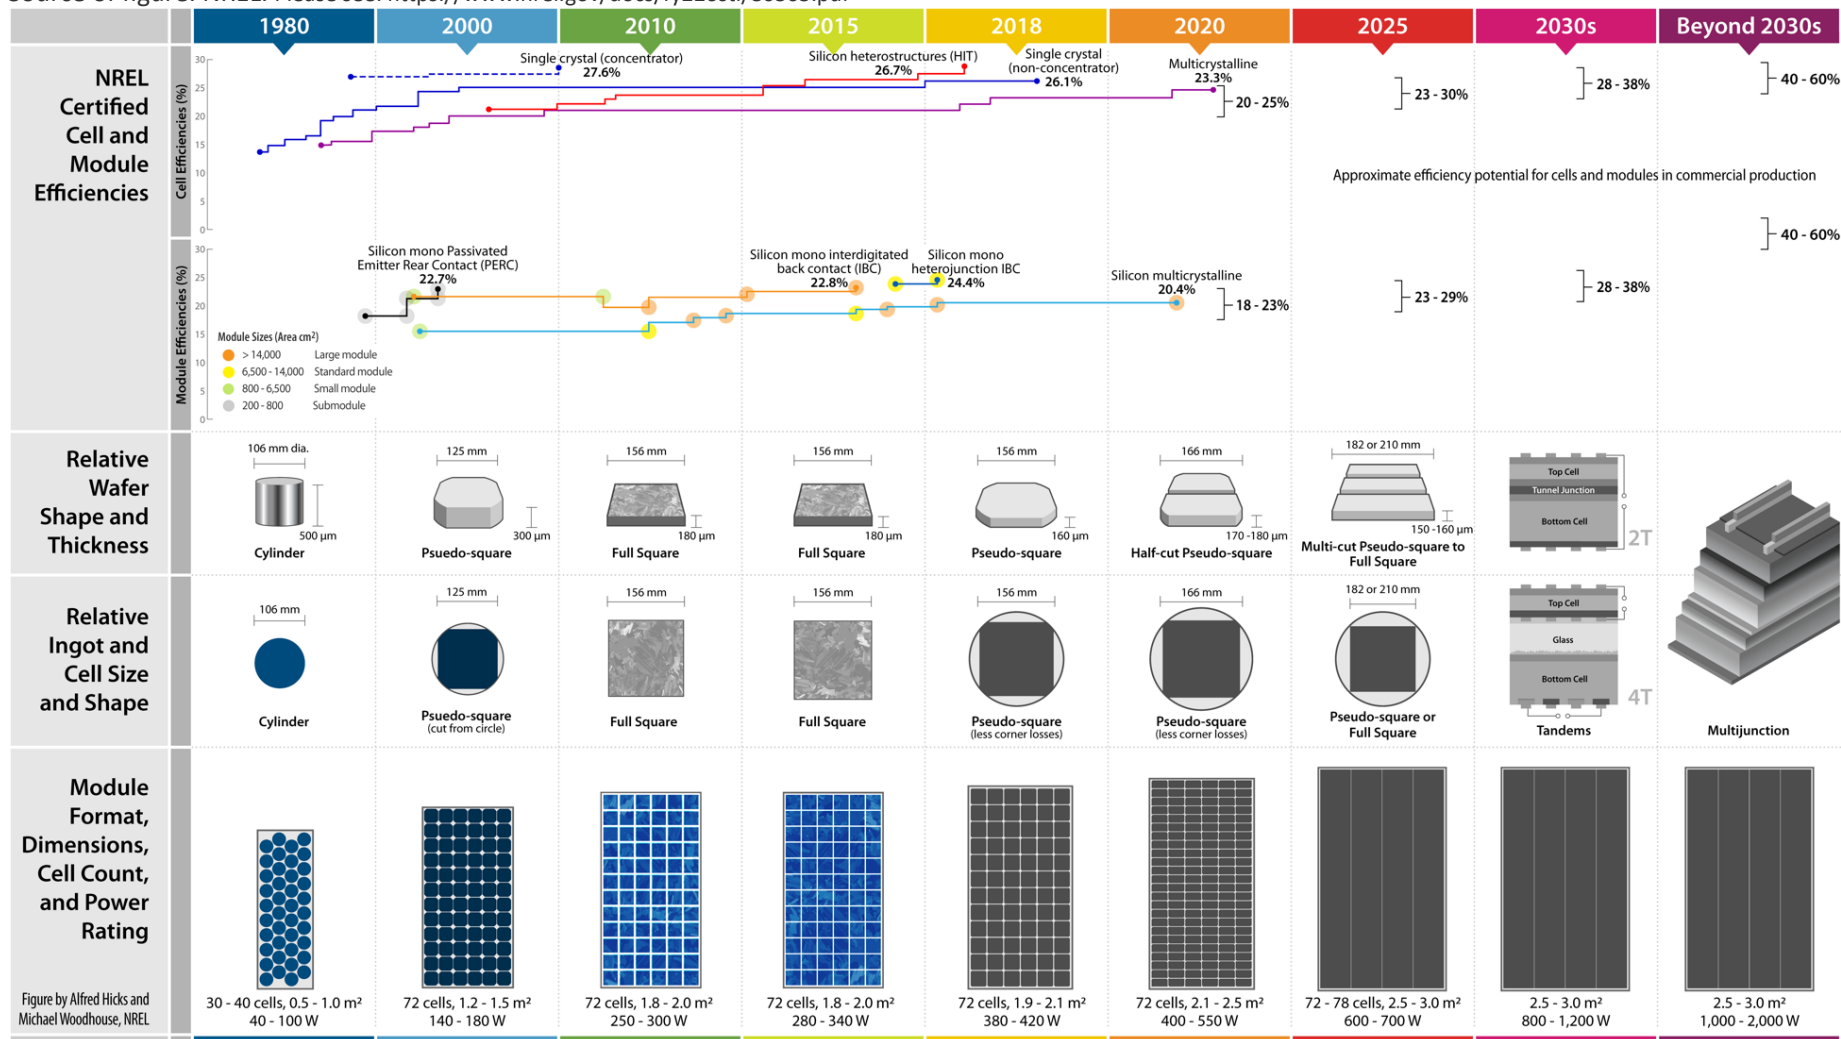 1980
2000
2010
2015
2018
2020
2025
2030s
Beyond 2030s
NREL
Certified
Cell and
Module
Efficiencies
Cell Efficiencies (%)
30
25
20
15
10
5
0
Single crystal (concentrator)
27.6%
Silicon heterostructures (HIT)
26.7%
Single crystal
(non-concentrator)
26.1%
Multicrystalline
23.3%
20 - 25%
23 - 30%
28 - 38%
40 - 60%
Approximate efficiency potential for cells and modules in commercial production
Module Efficiencies (%)
30
25
20
15
10
5
0
Silicon mono Passivated
Emitter Rear Contact (PERC)
22.7%
Silicon mono interdigitated
back contact (IBC)
22.8%
Silicon mono
heterojunction IBC
24.4%
Silicon multicrystalline
20.4%
18 - 23%
23 - 29%
28 - 38%
40 - 60%
Module Sizes (Area cm²)
> 14,000 Large module
6,500 - 14,000 Standard module
800 - 6,500 Small module
200 - 800 Submodule
Relative
Wafer
Shape and
Thickness
106 mm dia.
500 µm
Cylinder
125 mm
300 µm
Psuedo-square
156 mm
180 µm
Full Square
156 mm
180 µm
Full Square
156 mm
160 µm
Pseudo-square
166 mm
170 -180 µm
Half-cut Pseudo-square
182 or 210 mm
150 -160 µm
Multi-cut Pseudo-square to
Full Square
Top Cell
Tunnel Junction
Bottom Cell
2T
Relative
Ingot and
Cell Size
and Shape
106 mm
Cylinder
125 mm
Psuedo-square
(cut from circle)
156 mm
Full Square
156 mm
Full Square
156 mm
Pseudo-square
(less corner losses)
166 mm
Pseudo-square
(less corner losses)
182 or 210 mm
Pseudo-square or
Full Square
Top Cell
Glass
Bottom Cell
4T
Tandems
Multijunction
Module
Format,
Dimensions,
Cell Count,
and Power
Rating
Figure by Alfred Hicks and
Michael Woodhouse, NREL
30 - 40 cells, 0.5 - 1.0 m²
40 - 100 W
72 cells, 1.2 - 1.5 m²
140 - 180 W
72 cells, 1.8 - 2.0 m²
250 - 300 W
72 cells, 1.8 - 2.0 m²
280 - 340 W
72 cells, 1.9 - 2.1 m²
380 - 420 W
72 cells, 2.1 - 2.5 m²
400 - 550 W
72 - 78 cells, 2.5 - 3.0 m²
600 - 700 W
2.5 - 3.0 m²
800 - 1,200 W
2.5 - 3.0 m²
1,000 - 2,000 W